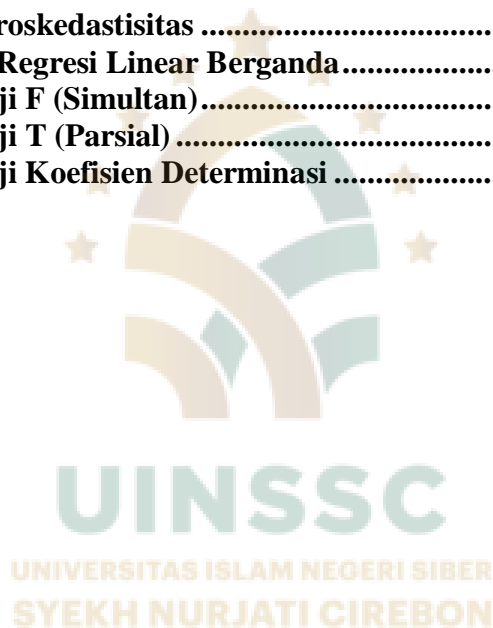 roskedastisitas ....................................
Regresi Linear Berganda..................
ji F (Simultan)....................................
ji T (Parsial) .......................................
ji Koefisien Determinasi ...................
UINSSC
UNIVERSITAS ISLAM NEGERI SIBER
SYEKH NURJATI CIREBON